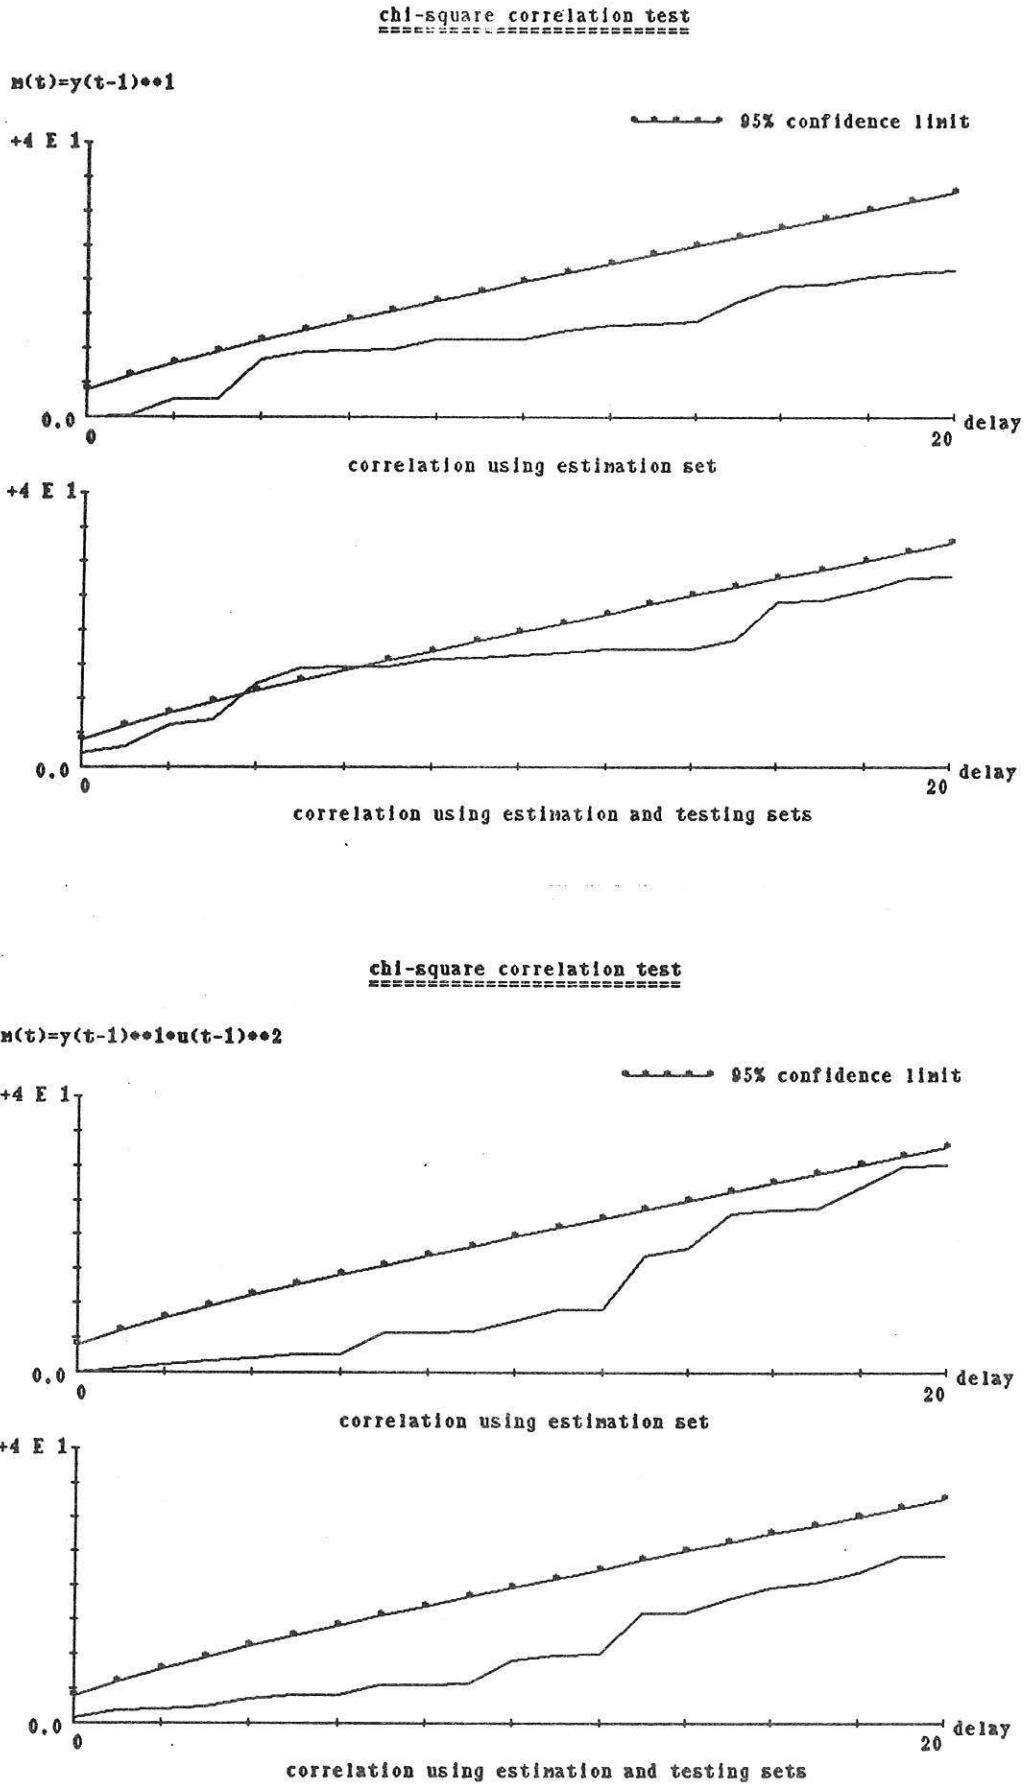 chi-square correlation test
m(t)=y(t-1)**1
95% confidence limit
+4 E 1
0.0
0
20
delay
correlation using estimation set
+4 E 1
0.0
0
20
delay
correlation using estimation and testing sets
chi-square correlation test
m(t)=y(t-1)**1*u(t-1)**2
95% confidence limit
+4 E 1
0.0
0
20
delay
correlation using estimation set
+4 E 1
0.0
0
20
delay
correlation using estimation and testing sets